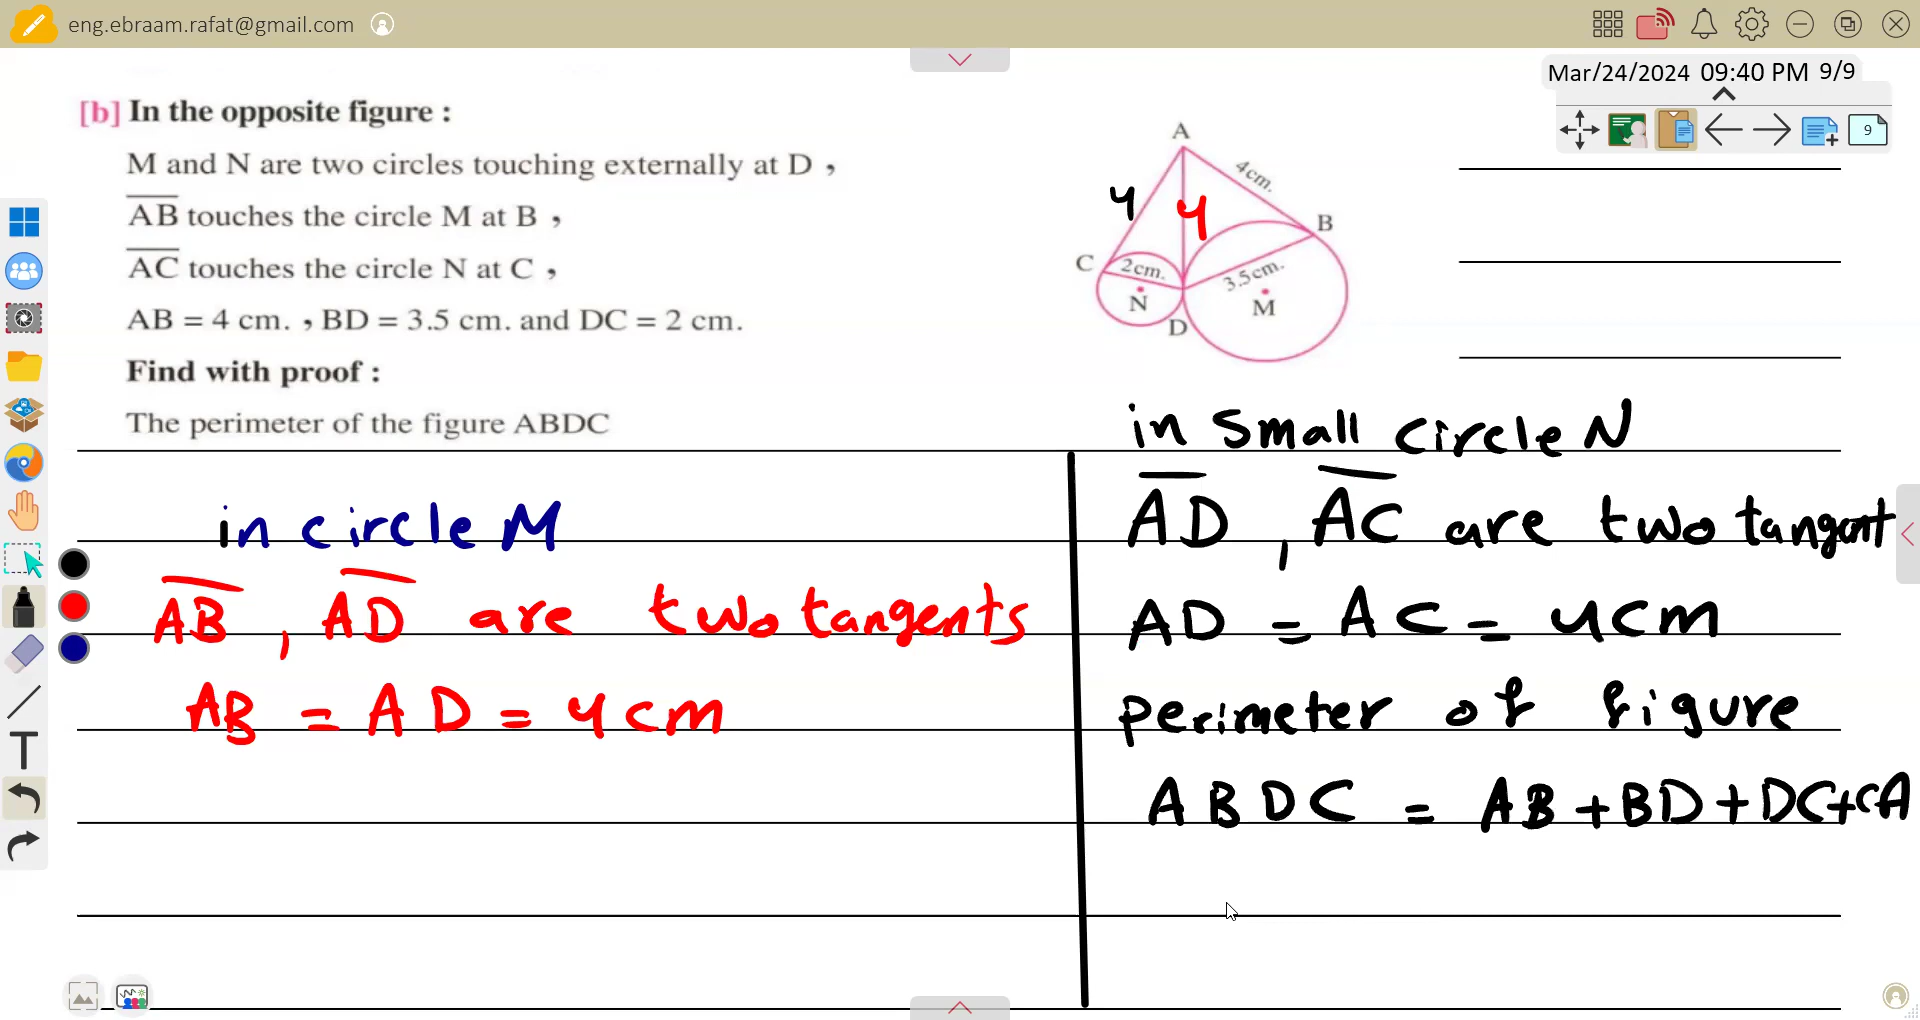 eng.ebraam.rafat@gmail.com
Mar/24/2024 09:40 PM 9/9
9
[b] In the opposite figure :
M and N are two circles touching externally at D ,
AB touches the circle M at B ,
AC touches the circle N at C ,
AB = 4 cm. , BD = 3.5 cm. and DC = 2 cm.
Find with proof :
The perimeter of the figure ABDC
A
4cm.
4
4
B
C
2cm.
3.5cm.
N
M
D
in circle M
AB , AD are two tangents
AB = AD = 4cm
in small circle N
AD , AC are two tangent
AD = AC = 4cm
perimeter of figure
ABDC = AB+BD+DC+CA
T